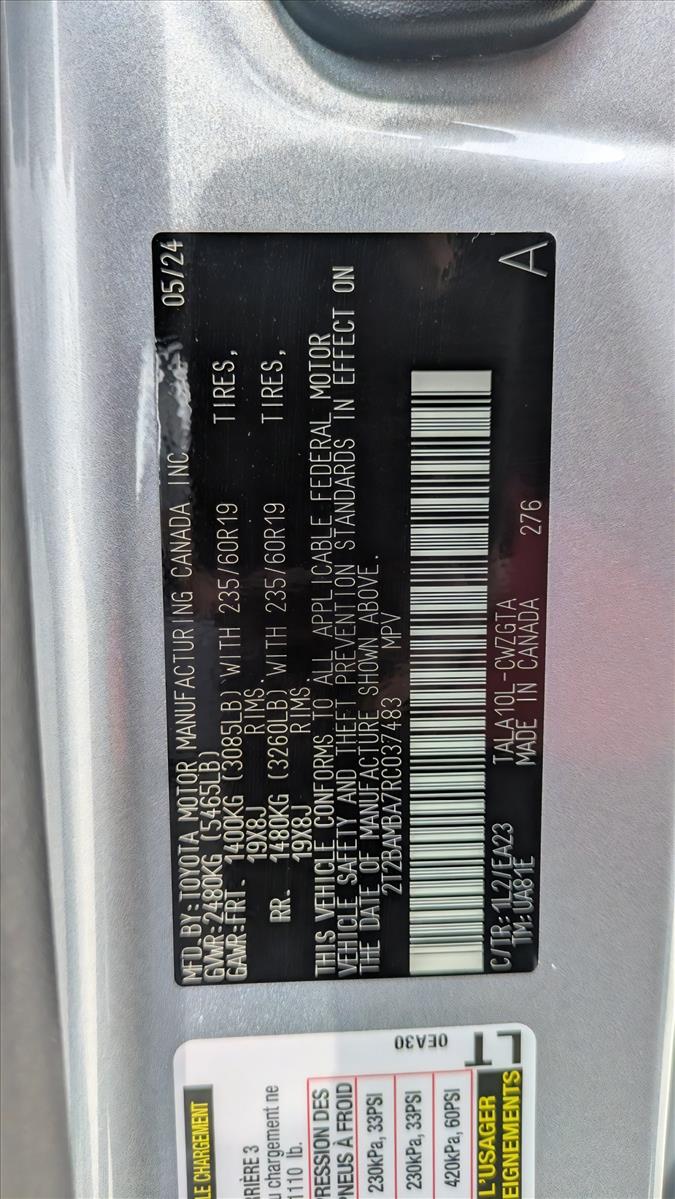 MFD.BY:TOYOTA MOTOR MANUFACTURING CANADA INC. 05/24
GVWR:2480KG (5465LB)
GAWR:FRT. 1400KG (3085LB) WITH 235/60R19 TIRES,
19X8J RIMS.
RR. 1480KG (3260LB) WITH 235/60R19 TIRES,
19X8J RIMS.
THIS VEHICLE CONFORMS TO ALL APPLICABLE FEDERAL MOTOR
VEHICLE SAFETY AND THEFT PREVENTION STANDARDS IN EFFECT ON
THE DATE OF MANUFACTURE SHOWN ABOVE.
2T2BAMBA7RC037483 MPV
C/TR:1L2/EA23 TALA10L-CWZGTA 276 A
TM:UA81E MADE IN CANADA
LE CHARGEMENT
RIÈRE 3
u chargement ne
1110 lb.
RESSION DES
PNEUS À FROID
230kPa, 33PSI
230kPa, 33PSI
420kPa, 60PSI
L'USAGER
EIGNEMENTS
0EA30